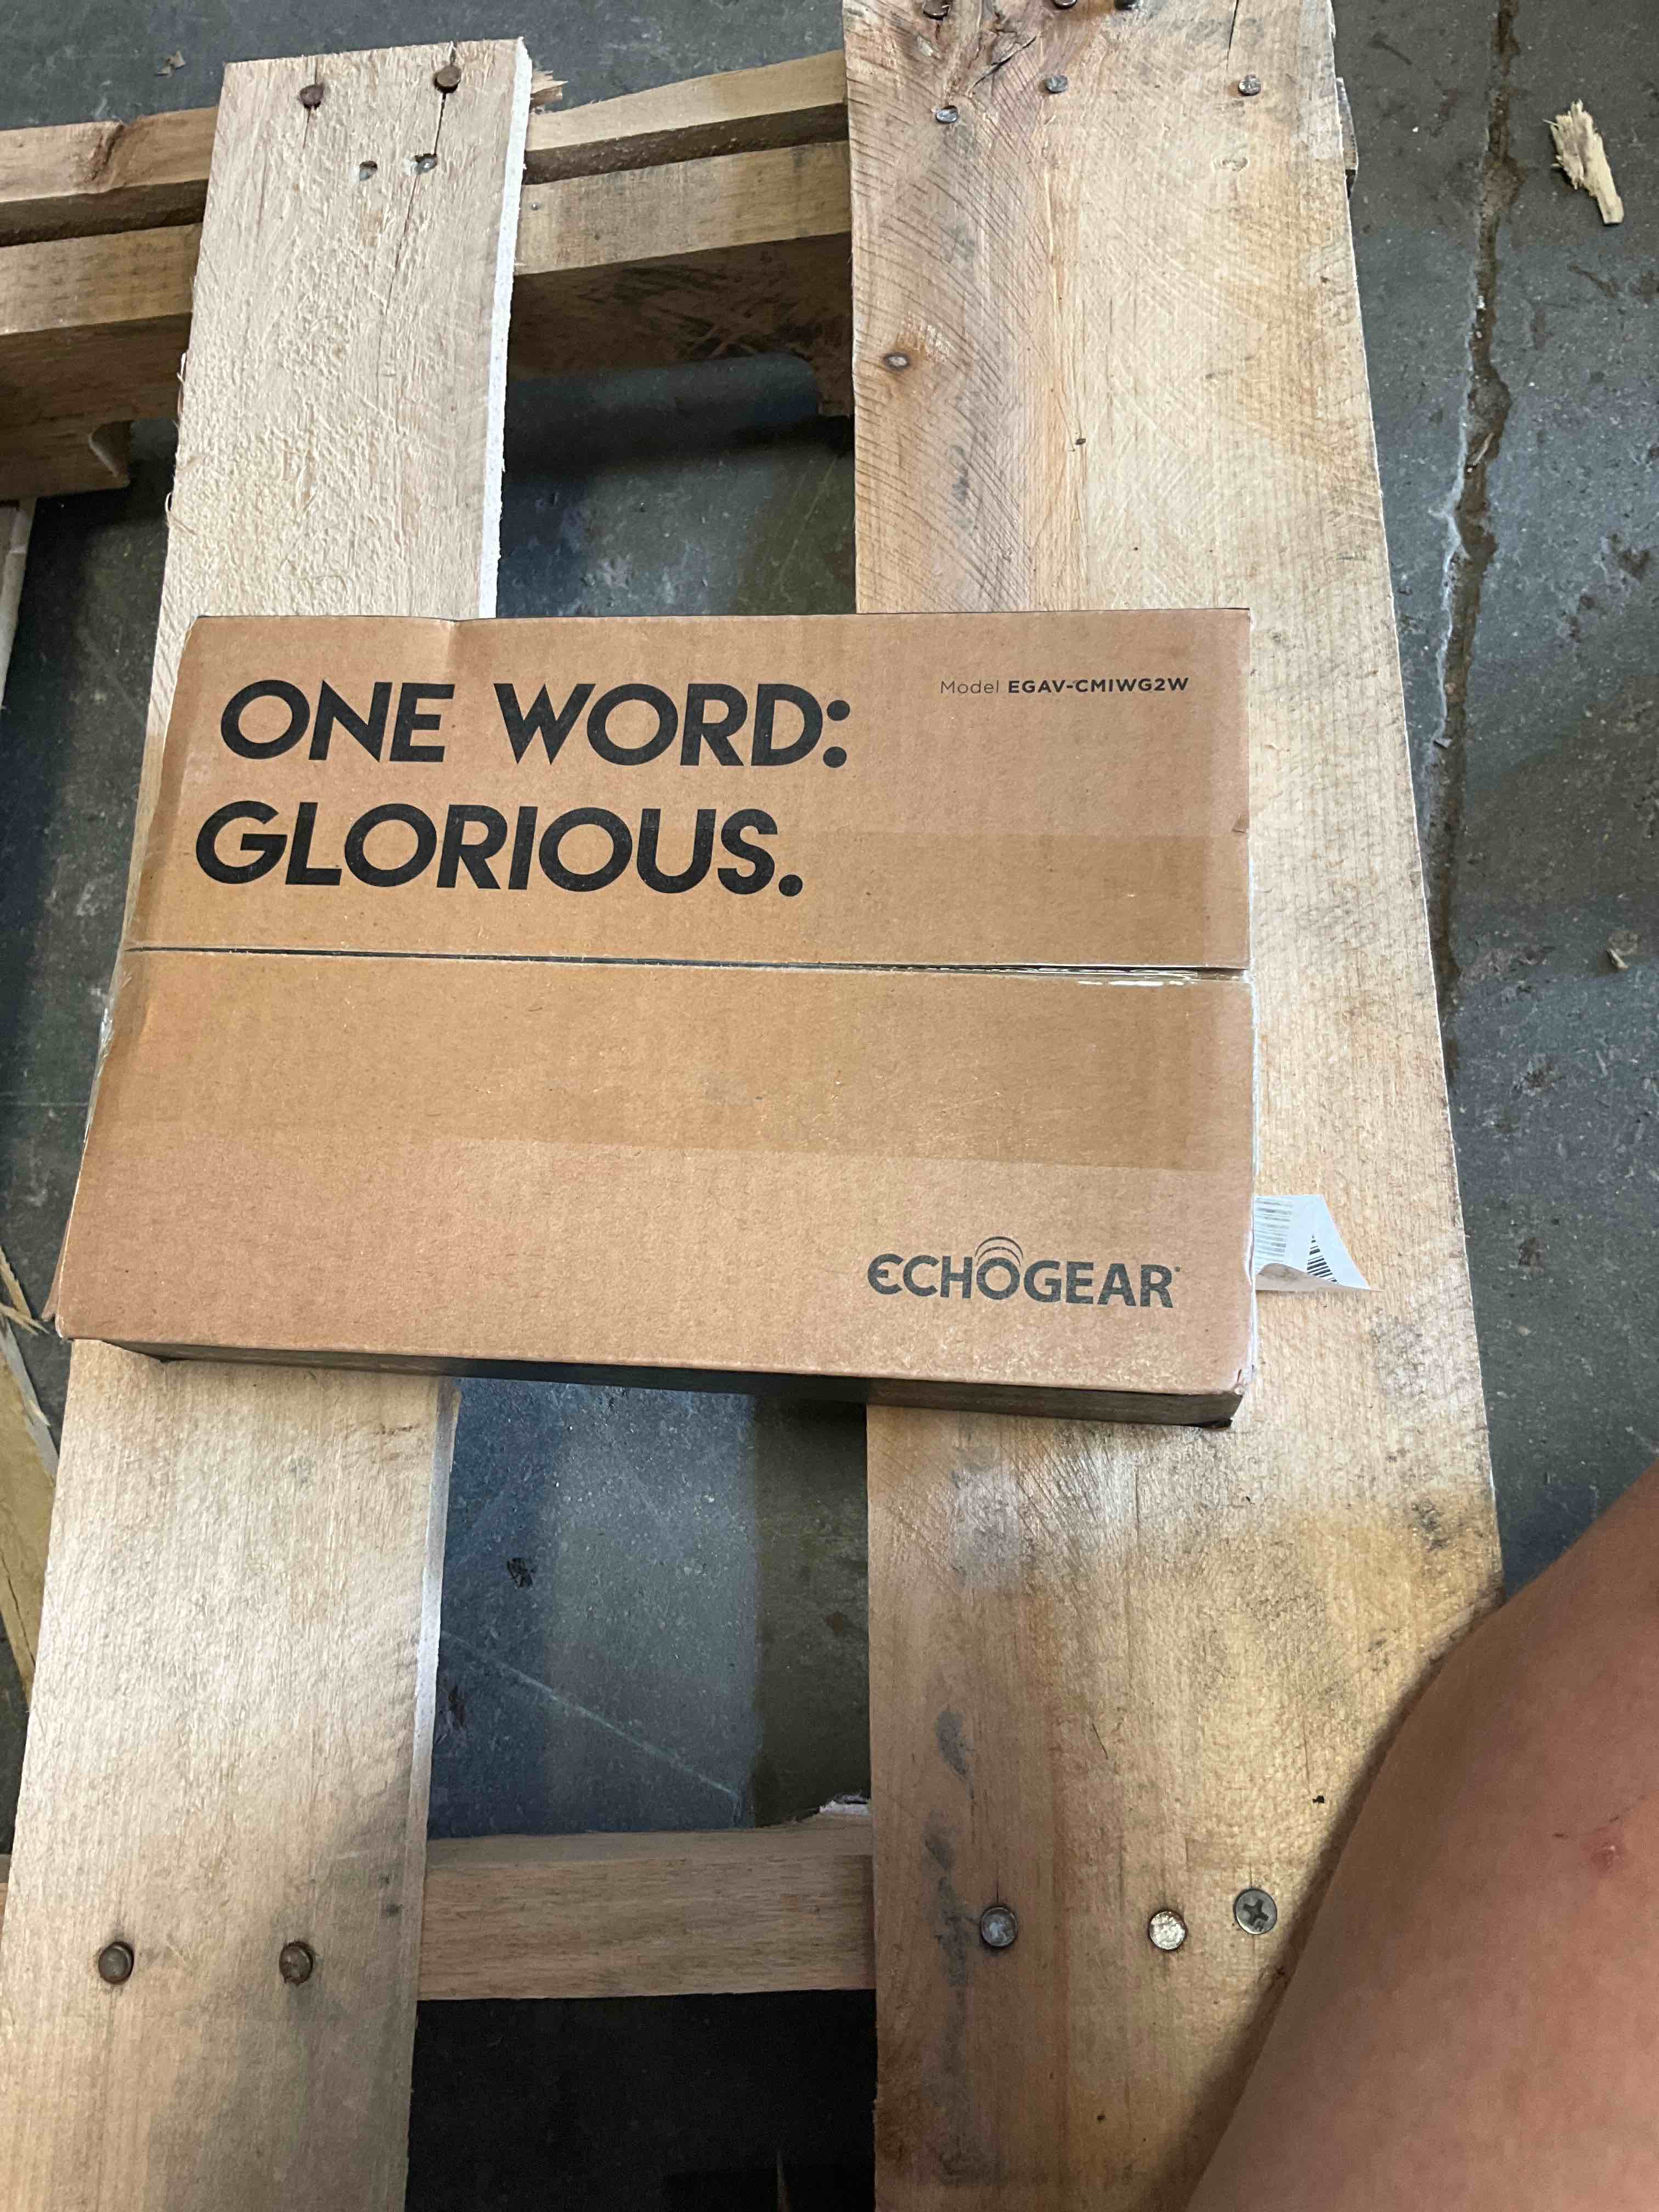 ONE WORD:
GLORIOUS.
Model EGAV-CMIWG2W
ECHOGEAR